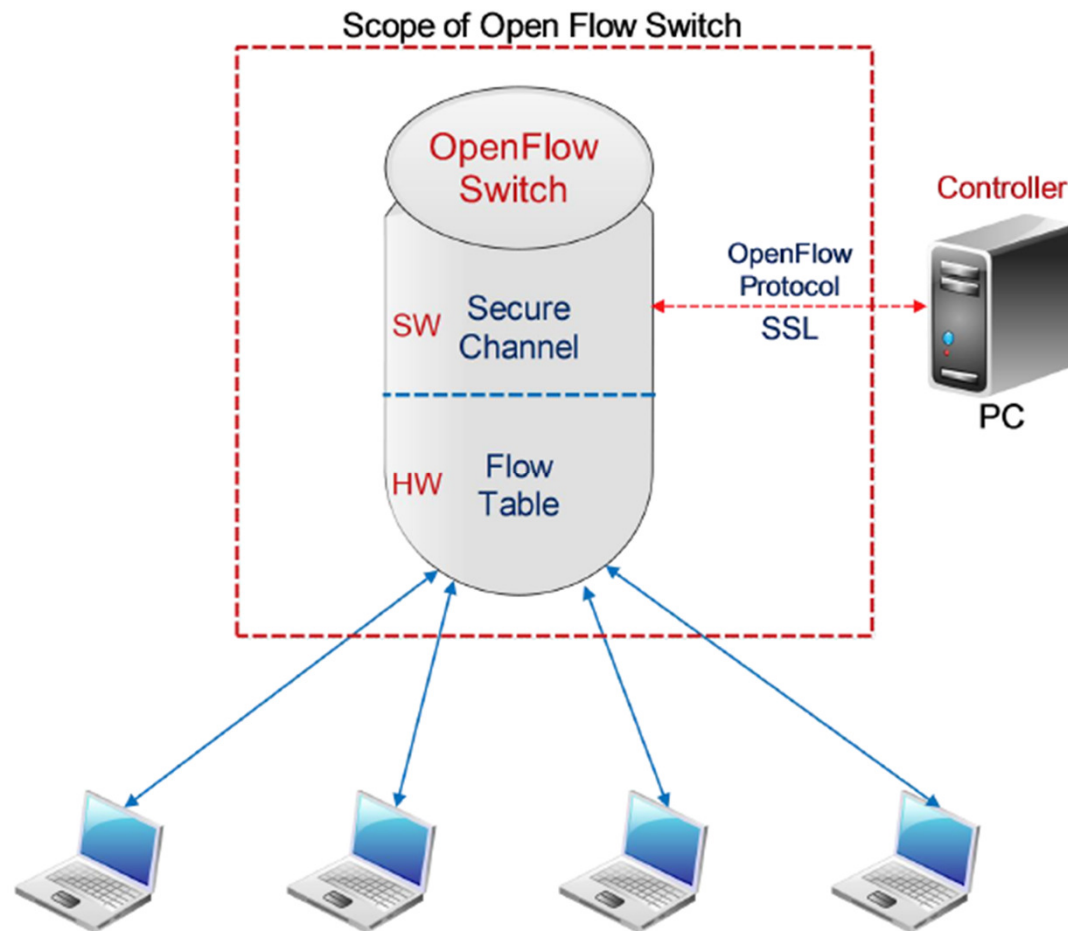 Scope of Open Flow Switch
OpenFlow
Switch
Controller
OpenFlow
Protocol
SSL
SW
Secure
Channel
PC
HW
Flow
Table